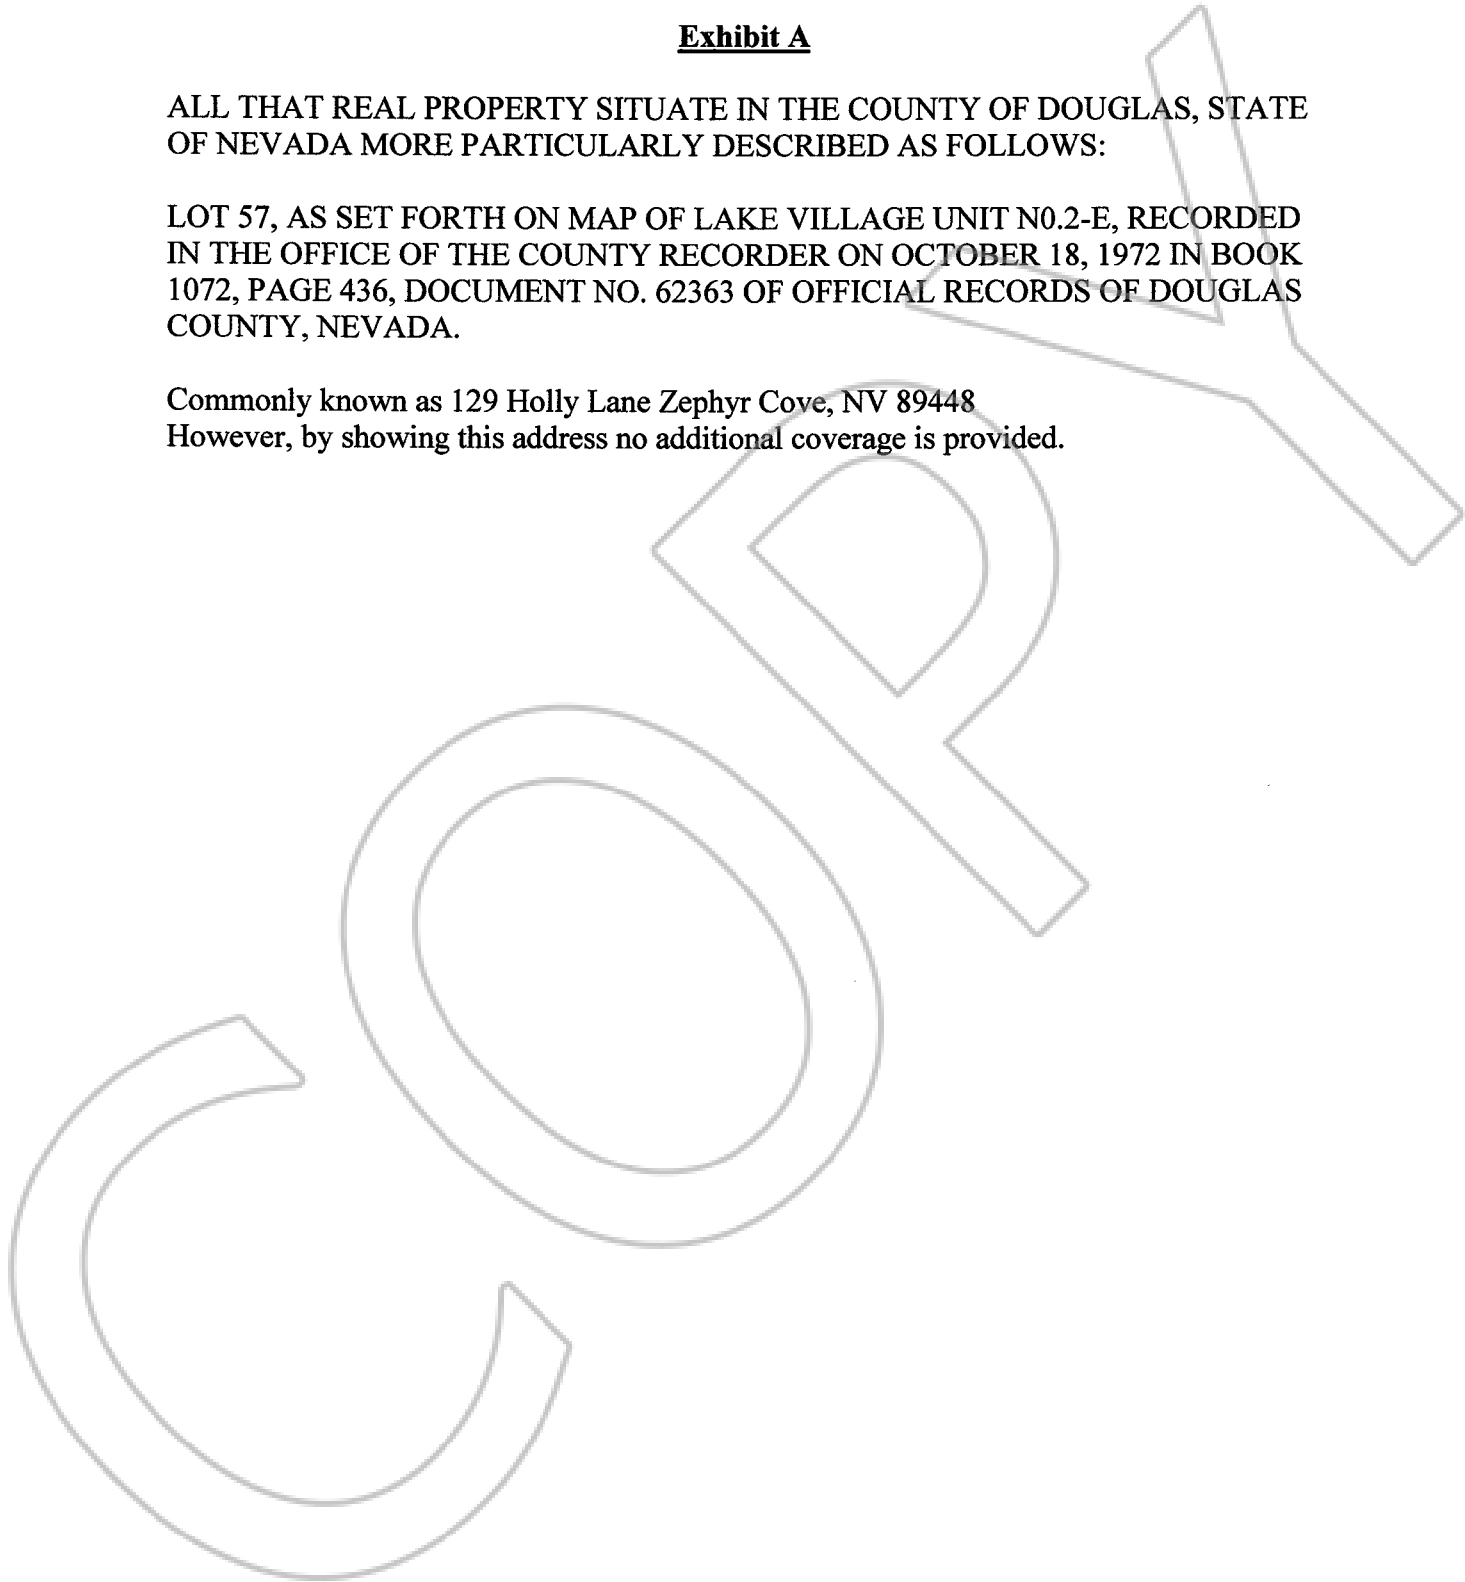 Exhibit A
ALL THAT REAL PROPERTY SITUATE IN THE COUNTY OF DOUGLAS, STATE
OF NEVADA MORE PARTICULARLY DESCRIBED AS FOLLOWS:
LOT 57, AS SET FORTH ON MAP OF LAKE VILLAGE UNIT N0.2-E, RECORDED
IN THE OFFICE OF THE COUNTY RECORDER ON OCTOBER 18, 1972 IN BOOK
1072, PAGE 436, DOCUMENT NO. 62363 OF OFFICIAL RECORDS OF DOUGLAS
COUNTY, NEVADA.
Commonly known as 129 Holly Lane Zephyr Cove, NV 89448
However, by showing this address no additional coverage is provided.
COPY